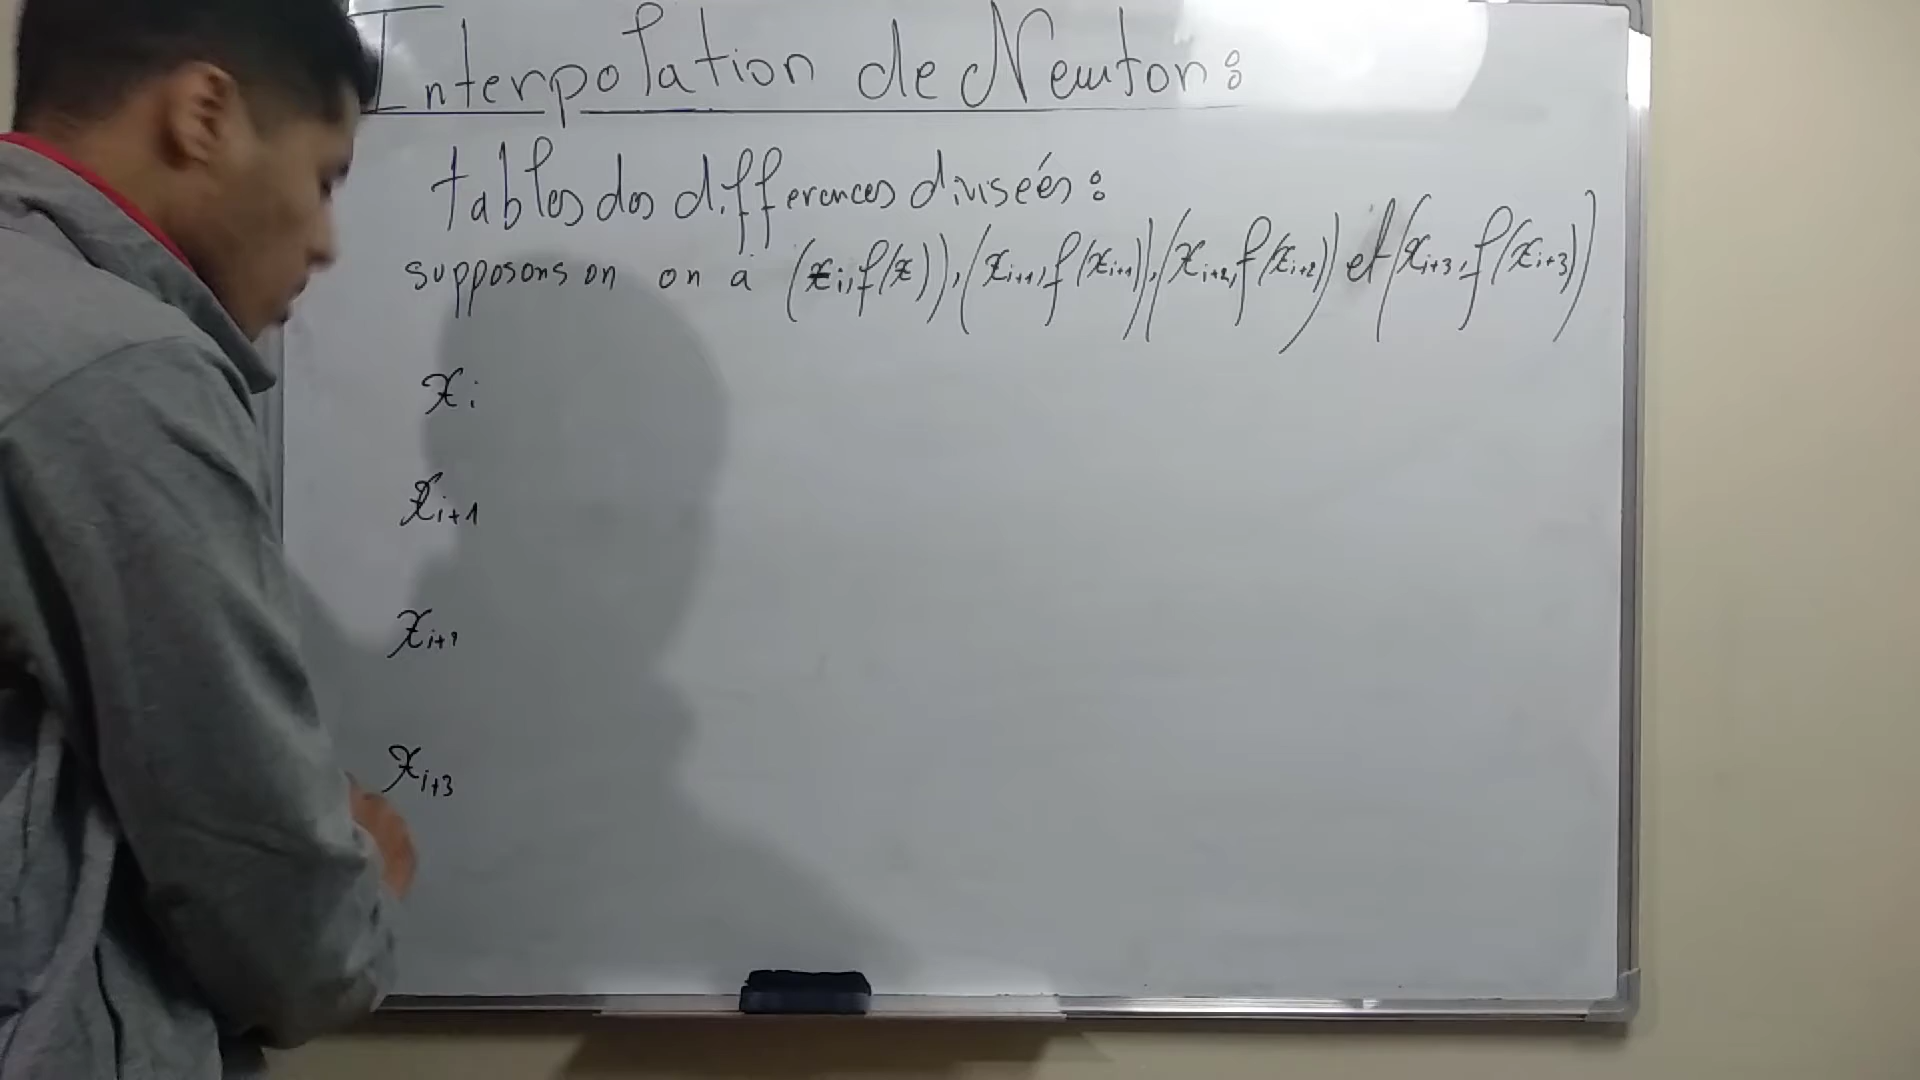 Interpolation de Newton:
tables des differences divisées:
supposons on on a (xi, f(x)), (xi+1, f(xi+1)), (xi+2, f(xi+2)) et (xi+3, f(xi+3))
xi
xi+1
xi+2
xi+3